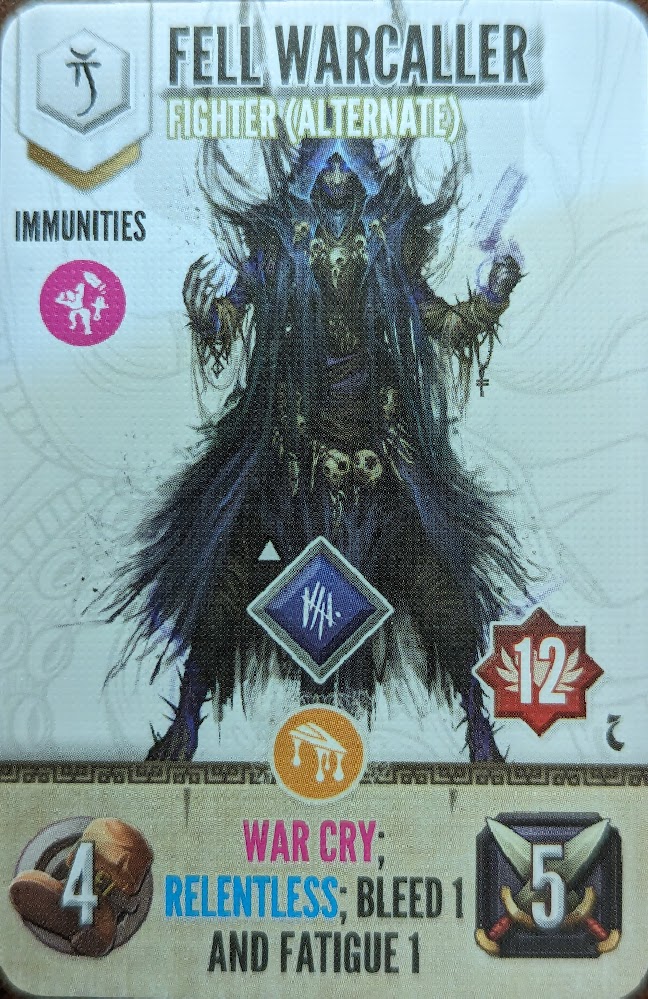 FELL WARCALLER
FIGHTER (ALTERNATE)
IMMUNITIES
12
4
WAR CRY;
RELENTLESS; BLEED 1
AND FATIGUE 1
5